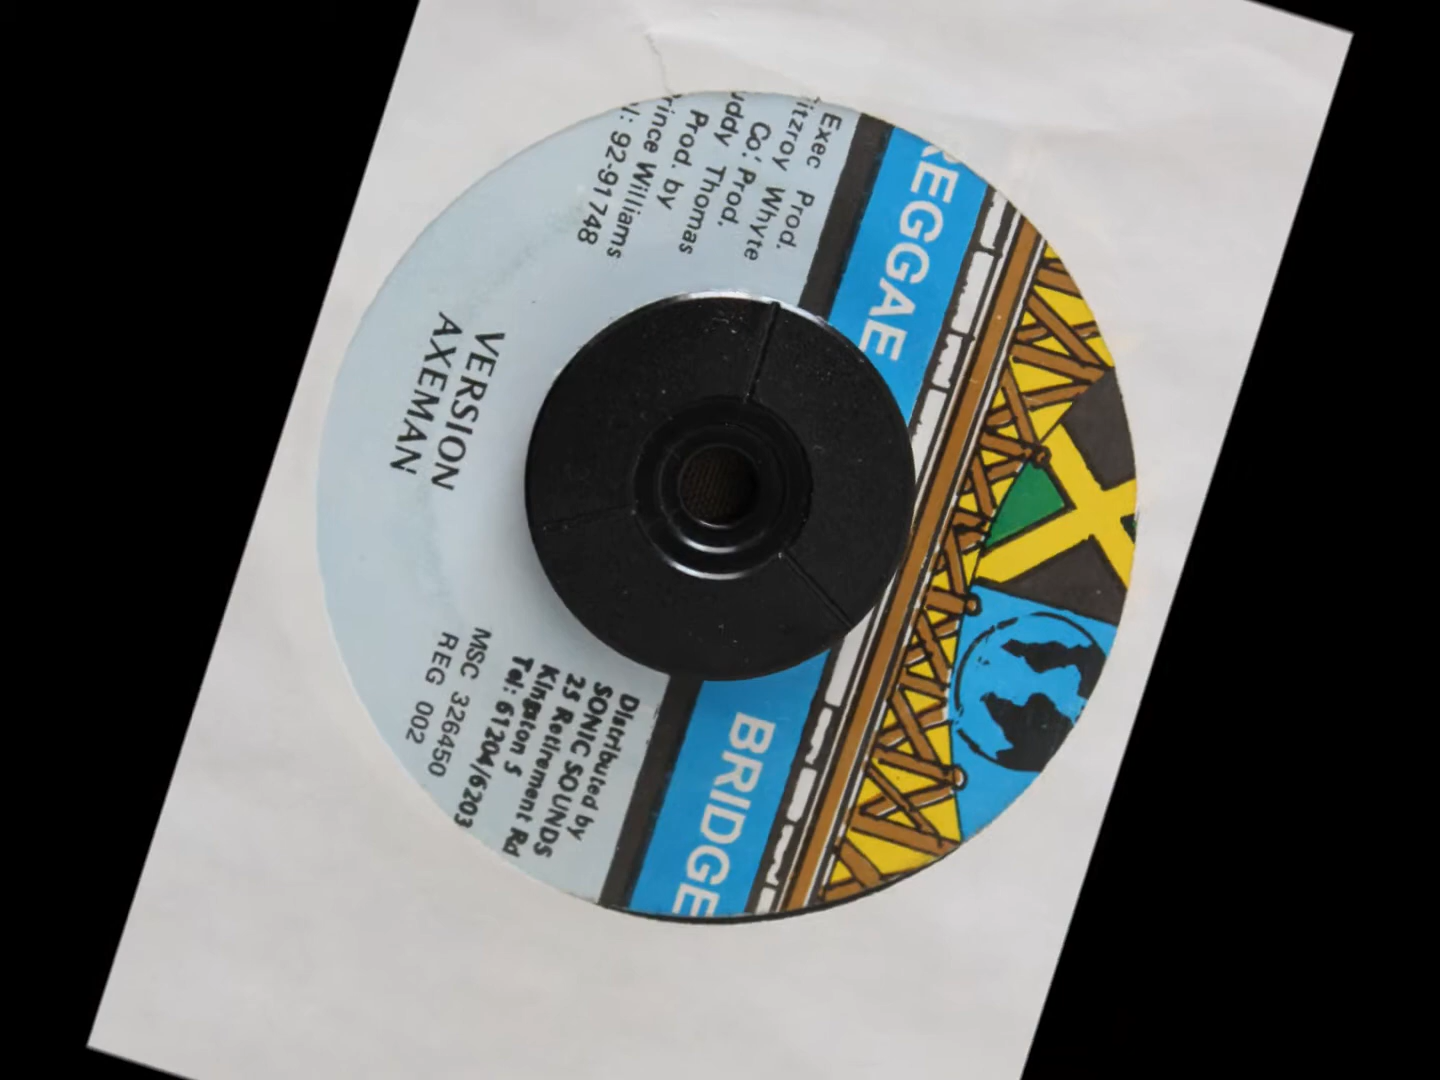 REGGAE BRIDGE
Exec Prod.
itzroy Whyte
Co: Prod.
uddy Thomas
Prod. by
rince Williams
l: 92-91748
Distributed by
SONIC SOUNDS
25 Retirement Rd
Kingston 5
Tel: 61204/6203
MSC 326450
REG 002
VERSION
AXEMAN